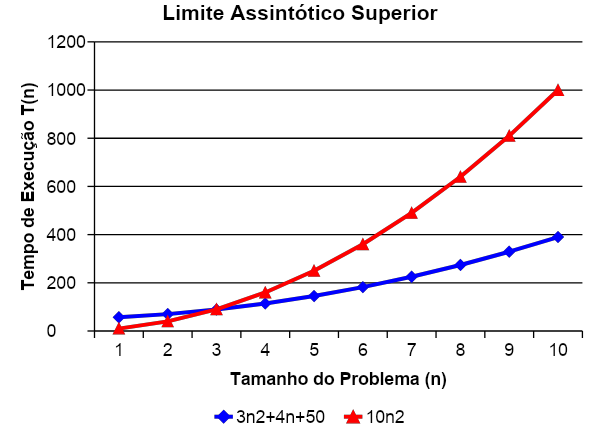 Limite Assintótico Superior
1200
1000
800
600
400
200
0
Tempo de Execução T(n)
1 2 3 4 5 6 7 8 9 10
Tamanho do Problema (n)
3n2+4n+50 10n2